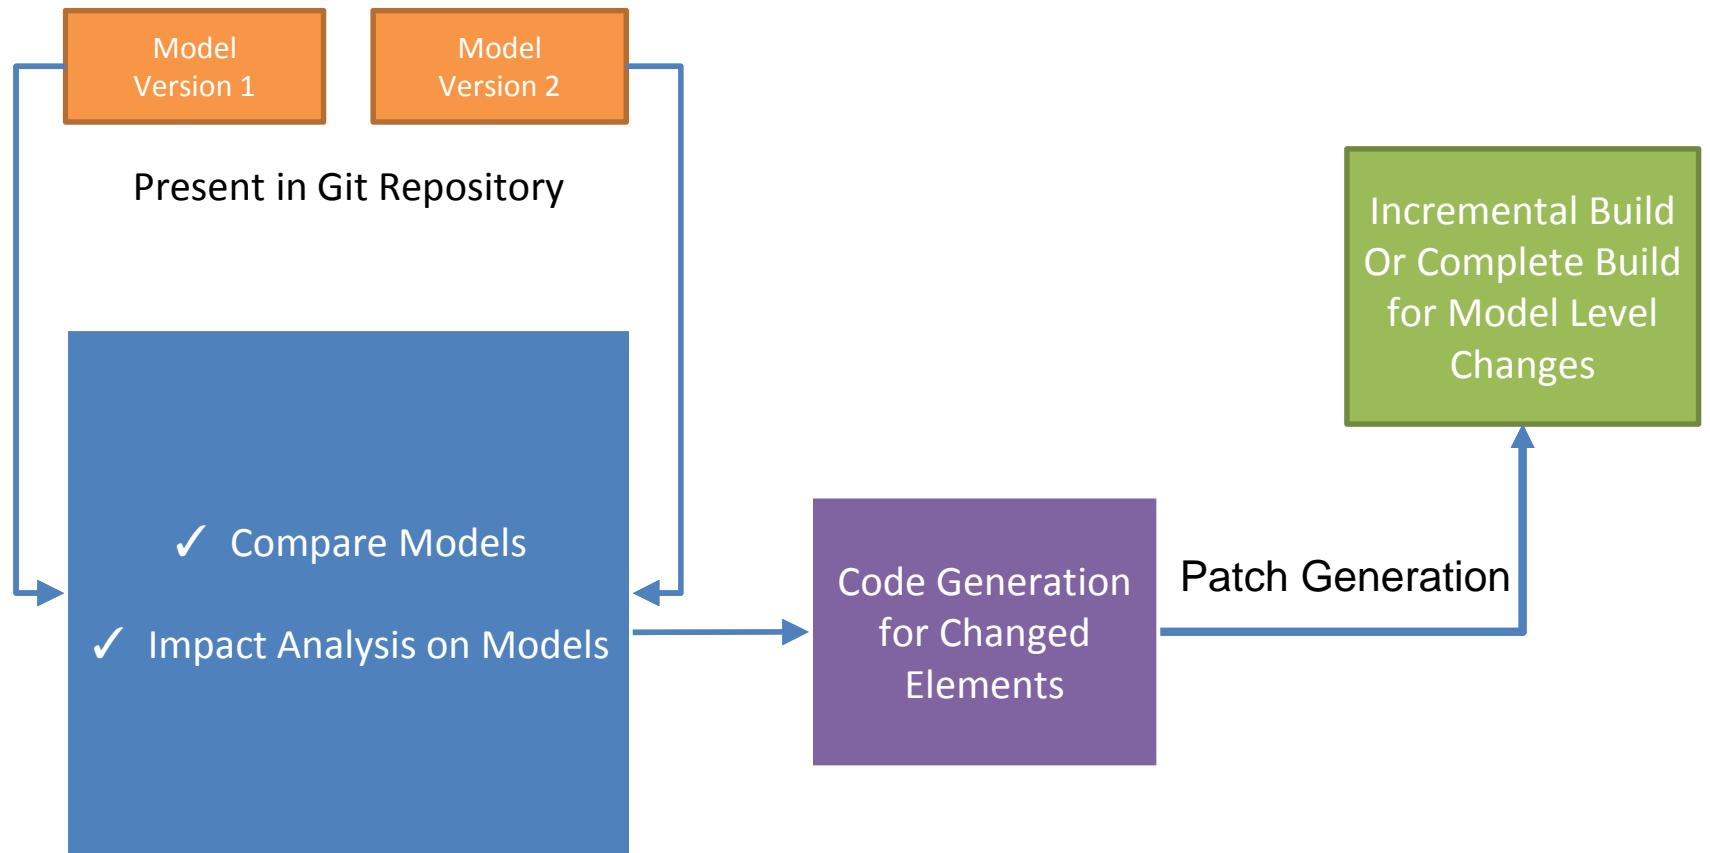 Model
Version 1
Model
Version 2
Present in Git Repository
✓ Compare Models
✓ Impact Analysis on Models
Code Generation
for Changed
Elements
Patch Generation
Incremental Build
Or Complete Build
for Model Level
Changes